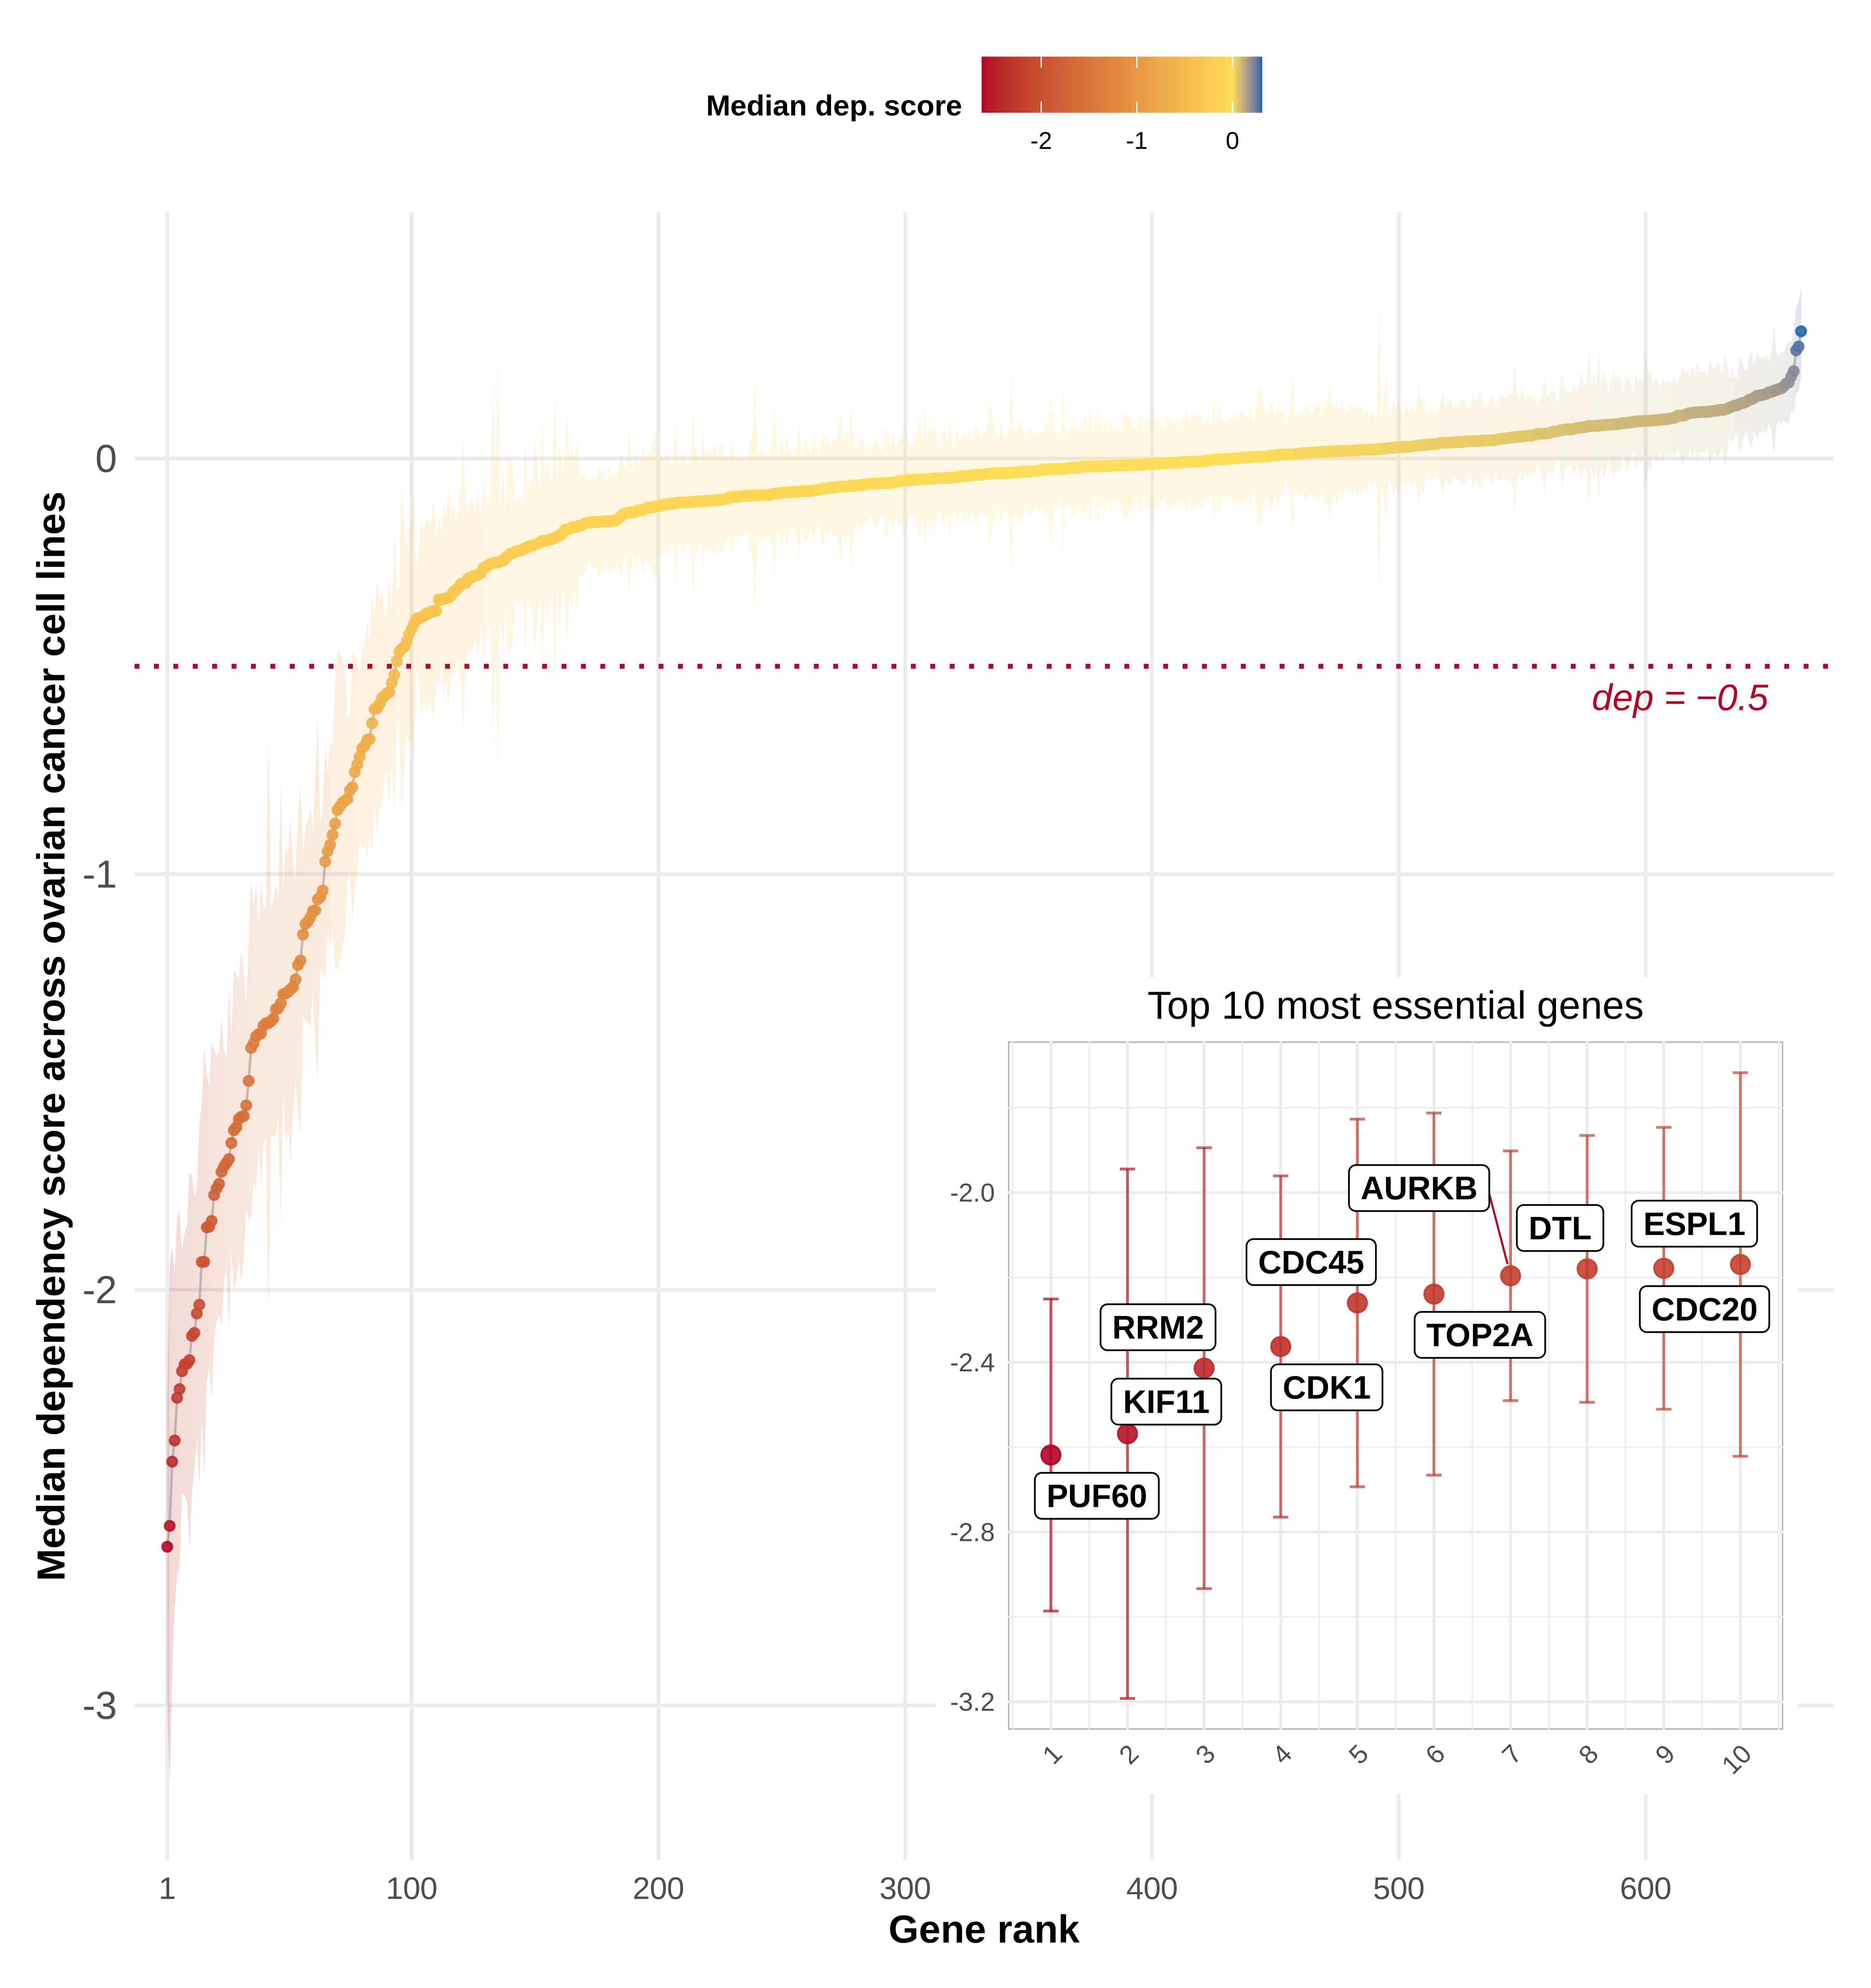 Median dep. score
-2 -1 0
Median dependency score across ovarian cancer cell lines
0
-1
-2
-3
dep = −0.5
Top 10 most essential genes
-2.0
-2.4
-2.8
-3.2
AURKB
DTL
ESPL1
CDC45
CDC20
RRM2
TOP2A
KIF11
CDK1
PUF60
1 2 3 4 5 6 7 8 9 10
1 100 200 300 400 500 600
Gene rank